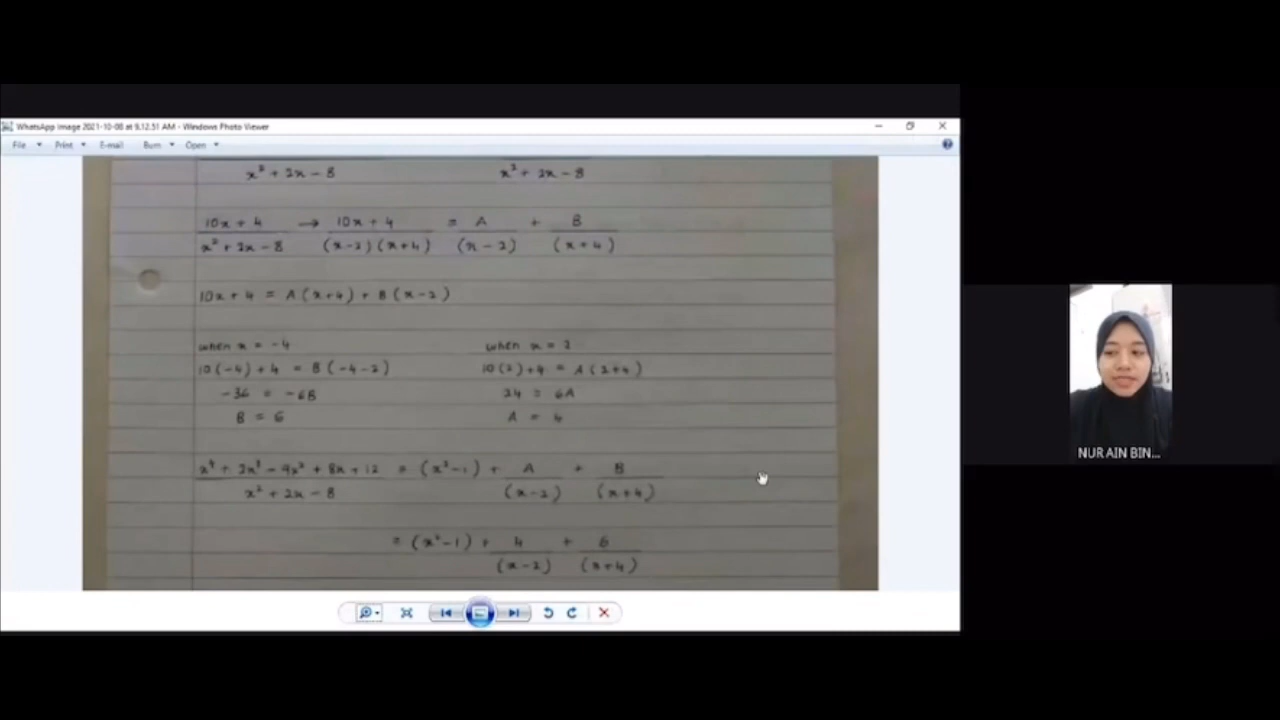 WhatsApp Image 2021-10-08 at 9.12.51 AM - Windows Photo Viewer
File Print E-mail Burn Open
x² + 2x - 8 x² + 2x - 8
10x + 4 / x² + 2x - 8 → 10x + 4 / (x-2)(x+4) = A / (x-2) + B / (x+4)
10x + 4 = A(x+4) + B(x-2)
when x = -4 when x = 2
10(-4) + 4 = B(-4-2) 10(2)+4 = A(2+4)
-36 = -6B 24 = 6A
B = 6 A = 4
x⁴ + 2x³ - 9x² + 8x + 12 / x² + 2x - 8 = (x²-1) + A / (x-2) + B / (x+4)
= (x²-1) + 4 / (x-2) + 6 / (x+4)
NUR AIN BIN...